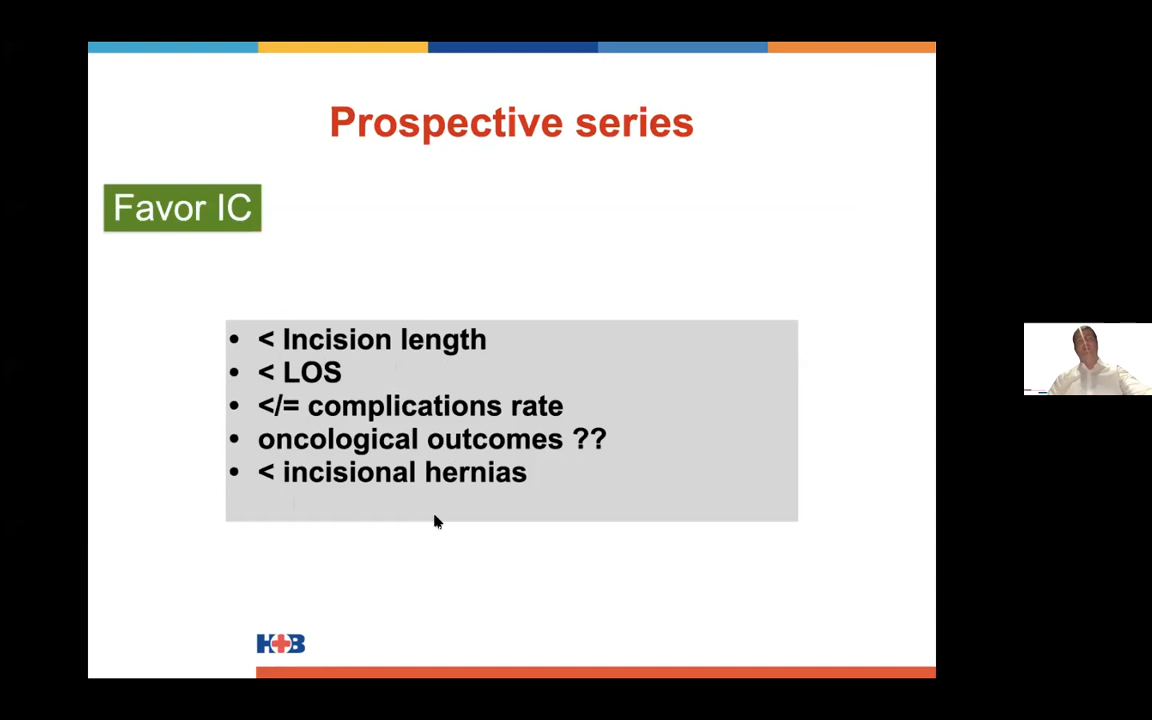 Prospective series
Favor IC
• < Incision length
• < LOS
• </= complications rate
• oncological outcomes ??
• < incisional hernias
H+B